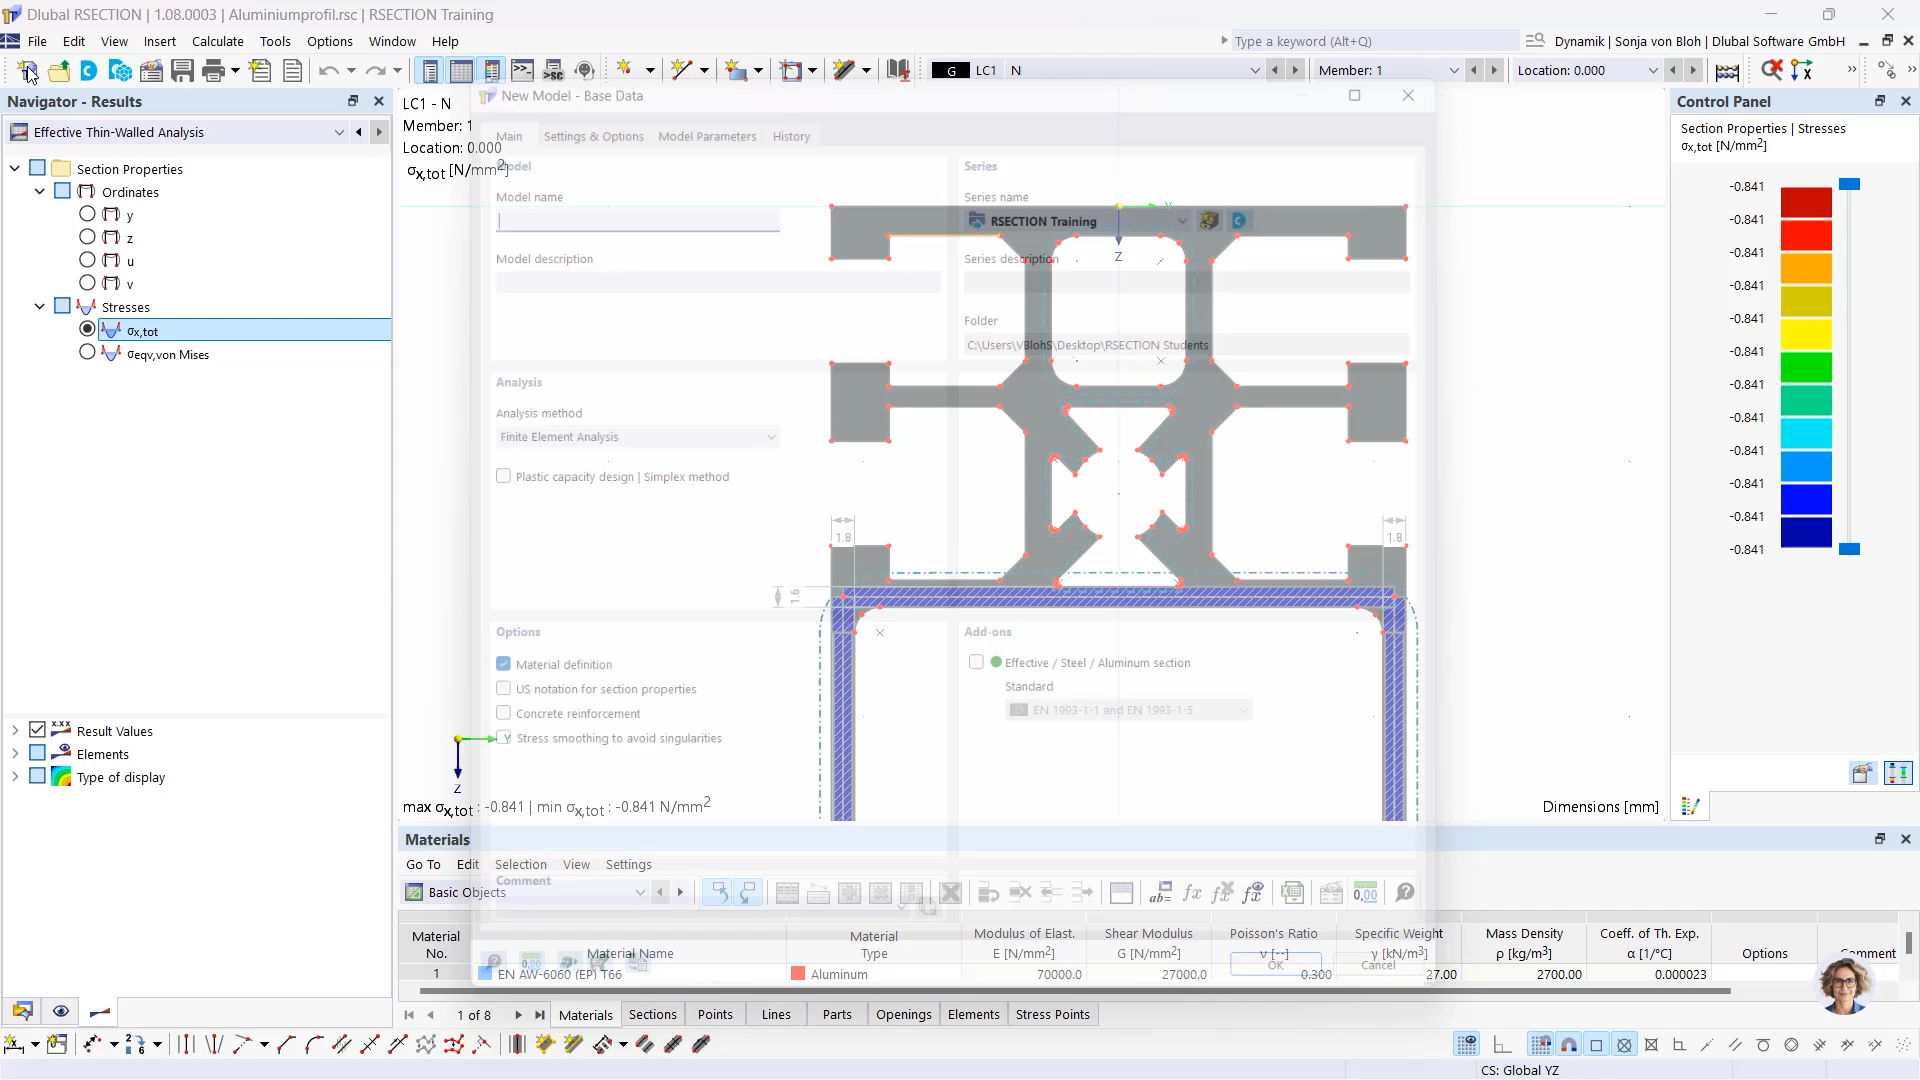 Dlubal RSECTION | 1.08.0003 | Aluminiumprofil.rsc | RSECTION Training
File Edit View Insert Calculate Tools Options Window Help
Type a keyword (Alt+Q)
Dynamik | Sonja von Bloh | Dlubal Software GmbH
G LC1 N
Member: 1
Location: 0.000
Navigator - Results
Effective Thin-Walled Analysis
Section Properties
Ordinates
y
z
u
v
Stresses
σx,tot
σeqv,von Mises
Result Values
Elements
Type of display
LC1 - N
Member: 1
Location: 0.000
σx,tot [N/mm2]
New Model - Base Data
Main Settings & Options Model Parameters History
Model
Model name
Model description
Series
Series name
RSECTION Training
Series description
Folder
C:\Users\VBlohS\Desktop\RSECTION Students
Analysis
Analysis method
Finite Element Analysis
Plastic capacity design | Simplex method
Options
Material definition
US notation for section properties
Concrete reinforcement
Stress smoothing to avoid singularities
Add-ons
Effective / Steel / Aluminum section
Standard
EN 1993-1-1 and EN 1993-1-5
Comment
OK Cancel
Y
Z
1.8
1.8
1.6
Y
Z
max σx,tot : -0.841 | min σx,tot : -0.841 N/mm2
Dimensions [mm]
Control Panel
Section Properties | Stresses
σx,tot [N/mm2]
-0.841
-0.841
-0.841
-0.841
-0.841
-0.841
-0.841
-0.841
-0.841
-0.841
-0.841
-0.841
Materials
Go To Edit Selection View Settings
Basic Objects
Material No. Material Name Material Type Modulus of Elast. E [N/mm2] Shear Modulus G [N/mm2] Poisson's Ratio ν [--] Specific Weight γ [kN/m3] Mass Density ρ [kg/m3] Coeff. of Th. Exp. α [1/°C] Options
1 EN AW-6060 (EP) T66 Aluminum 70000.0 27000.0 0.300 27.00 2700.00 0.000023
1 of 8
Materials Sections Points Lines Parts Openings Elements Stress Points
CS: Global YZ